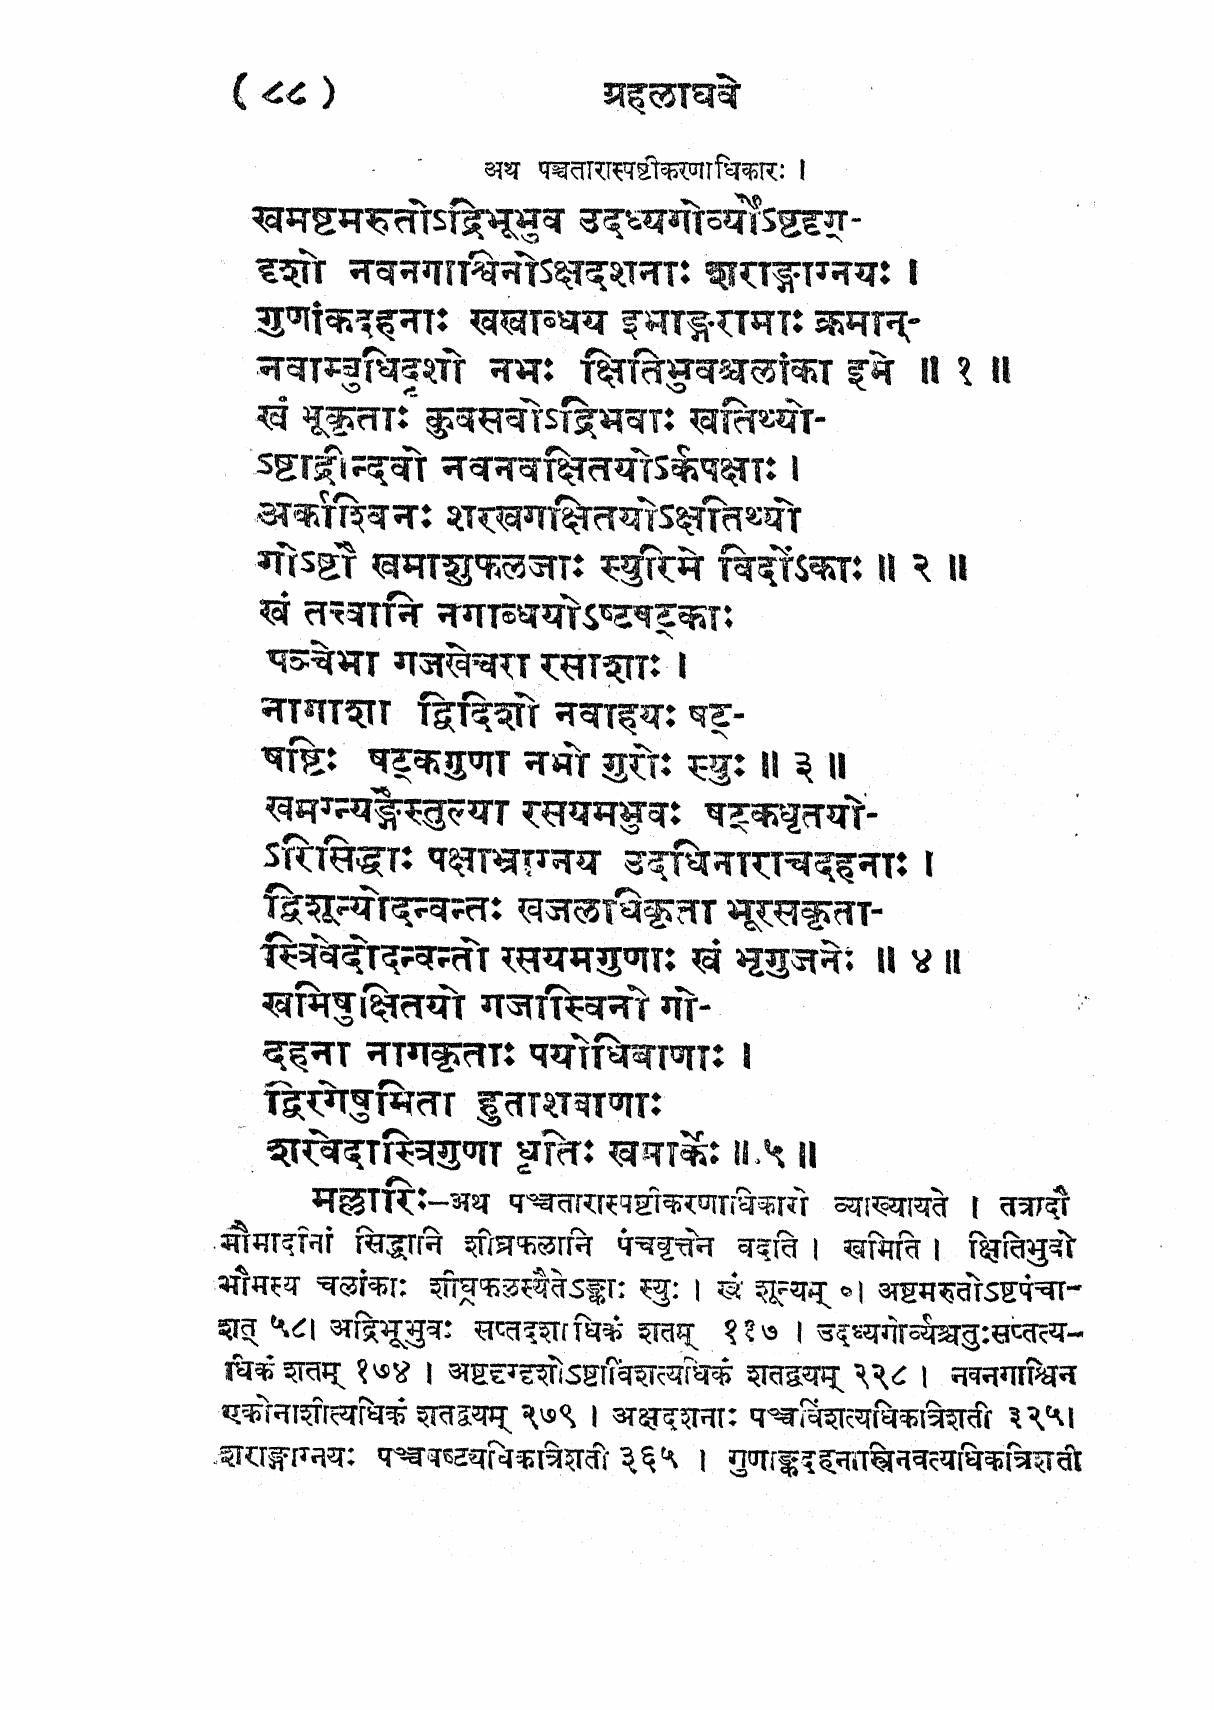 ( ८८ ) ग्रहलाघवे
अथ पञ्चतारास्पष्टीकरणाधिकारः ।
खमष्टमरुतोऽद्रिभूभुव उदध्यगोर्व्योऽष्टदृग्-
दृशो नवनगाश्विनोऽक्षदशनाः शराङ्गाग्नयः ।
गुणांकदहनाः खखाब्धय इभाङ्गरामाः क्रमान्-
नवाम्बुधिदृशो नभः क्षितिभुवश्चलांका इमे ॥ १ ॥
खं भूकृताः कुवसवोऽद्रिभवाः खतिथ्यो-
ऽष्टाद्रीन्दवो नवनवक्षितयोऽर्कपक्षाः ।
अर्काश्विनः शरखगक्षितयोऽक्षतिथ्यो
गोऽष्टौ खमाशुफलजाः स्युरिमे विदोंऽकाः ॥ २ ॥
खं तत्त्वानि नगाब्धयोऽष्टषट्काः
पञ्चेभा गजखेचरा रसाशाः ।
नागाशा द्विदिशो नवाहयः षट्-
षष्टिः षट्कगुणा नभो गुरोः स्युः ॥ ३ ॥
खमग्न्यङ्गैस्तुल्या रसयमभुवः षट्कधृतयो-
ऽरिसिद्धाः पक्षाभ्राग्नय उदधिनाराचदहनाः ।
द्विशून्योदन्वन्तः खजलधिकृता भूरसकृता-
स्त्रिवेदोदन्वन्तो रसयमगुणाः खं भृगुजनेः ॥ ४ ॥
खमिषुक्षितयो गजास्विनो गो-
दहना नागकृताः पयोधिबाणाः ।
द्विरगेषुमिता हुताशबाणाः
शरवेदास्त्रिगुणा धृतिः खमार्केः ॥ ५ ॥
मल्लारिः–अथ पञ्चतारास्पष्टीकरणाधिकारो व्याख्यायते । तत्रादौ
भौमादीनां सिद्धानि शीघ्रफलानि पंचवृत्तेन वदति । खमिति । क्षितिभुवो
भौमस्य चलांकाः शीघ्रफलस्यैतेऽङ्काः स्युः । खं शून्यम् ०। अष्टमरुतोऽष्टपंचा-
शत् ५८। अद्रिभूभुवः सप्तदशाधिकं शतम् ११७ । उदध्यगोर्व्यश्चतुःसप्तत्य-
धिकं शतम् १७४ । अष्टदृग्दृशोऽष्टाविंशत्यधिकं शतद्वयम् २२८ । नवनगाश्विन
एकोनाशीत्यधिकं शतद्वयम् २७९ । अक्षदशनाः पञ्चविंशत्यधिकात्रिशती ३२५।
शराङ्गाग्नयः पञ्चषष्ट्यधिकात्रिशती ३६५ । गुणाङ्कदहनास्त्रिनवत्यधिकत्रिशती